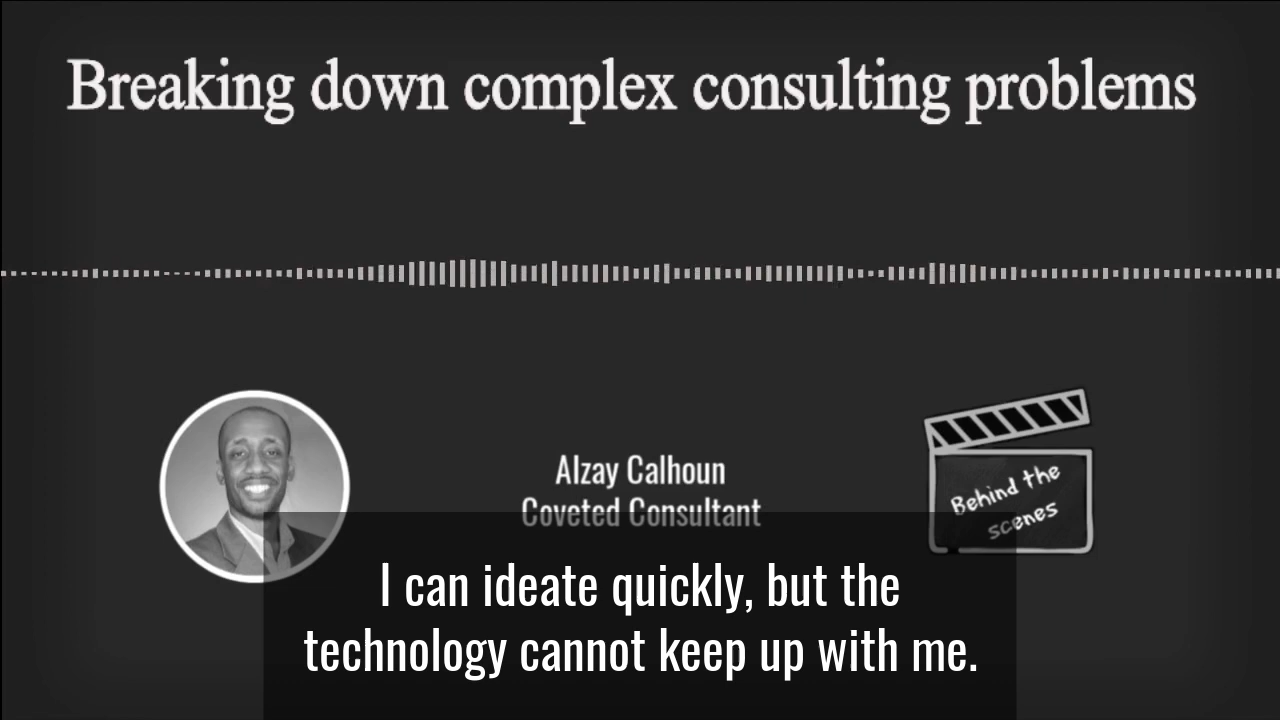 Breaking down complex consulting problems
Alzay Calhoun
Coveted Consultant
Behind the
scenes
I can ideate quickly, but the
technology cannot keep up with me.